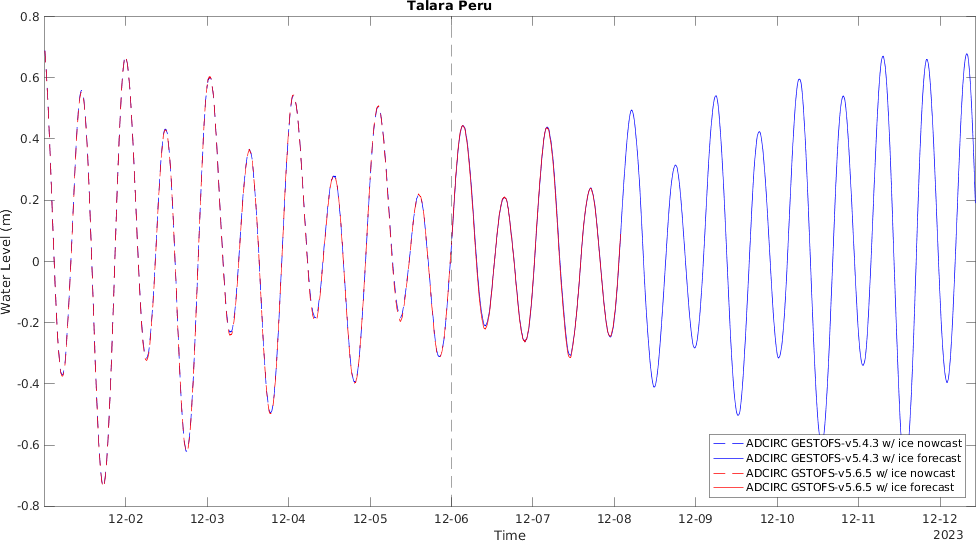 Talara Peru
Water Level (m)
0.8
0.6
0.4
0.2
0
-0.2
-0.4
-0.6
-0.8
ADCIRC GESTOFS-v5.4.3 w/ ice nowcast
ADCIRC GESTOFS-v5.4.3 w/ ice forecast
ADCIRC GSTOFS-v5.6.5 w/ ice nowcast
ADCIRC GSTOFS-v5.6.5 w/ ice forecast
12-02 12-03 12-04 12-05 12-06 12-07 12-08 12-09 12-10 12-11 12-12
Time 2023